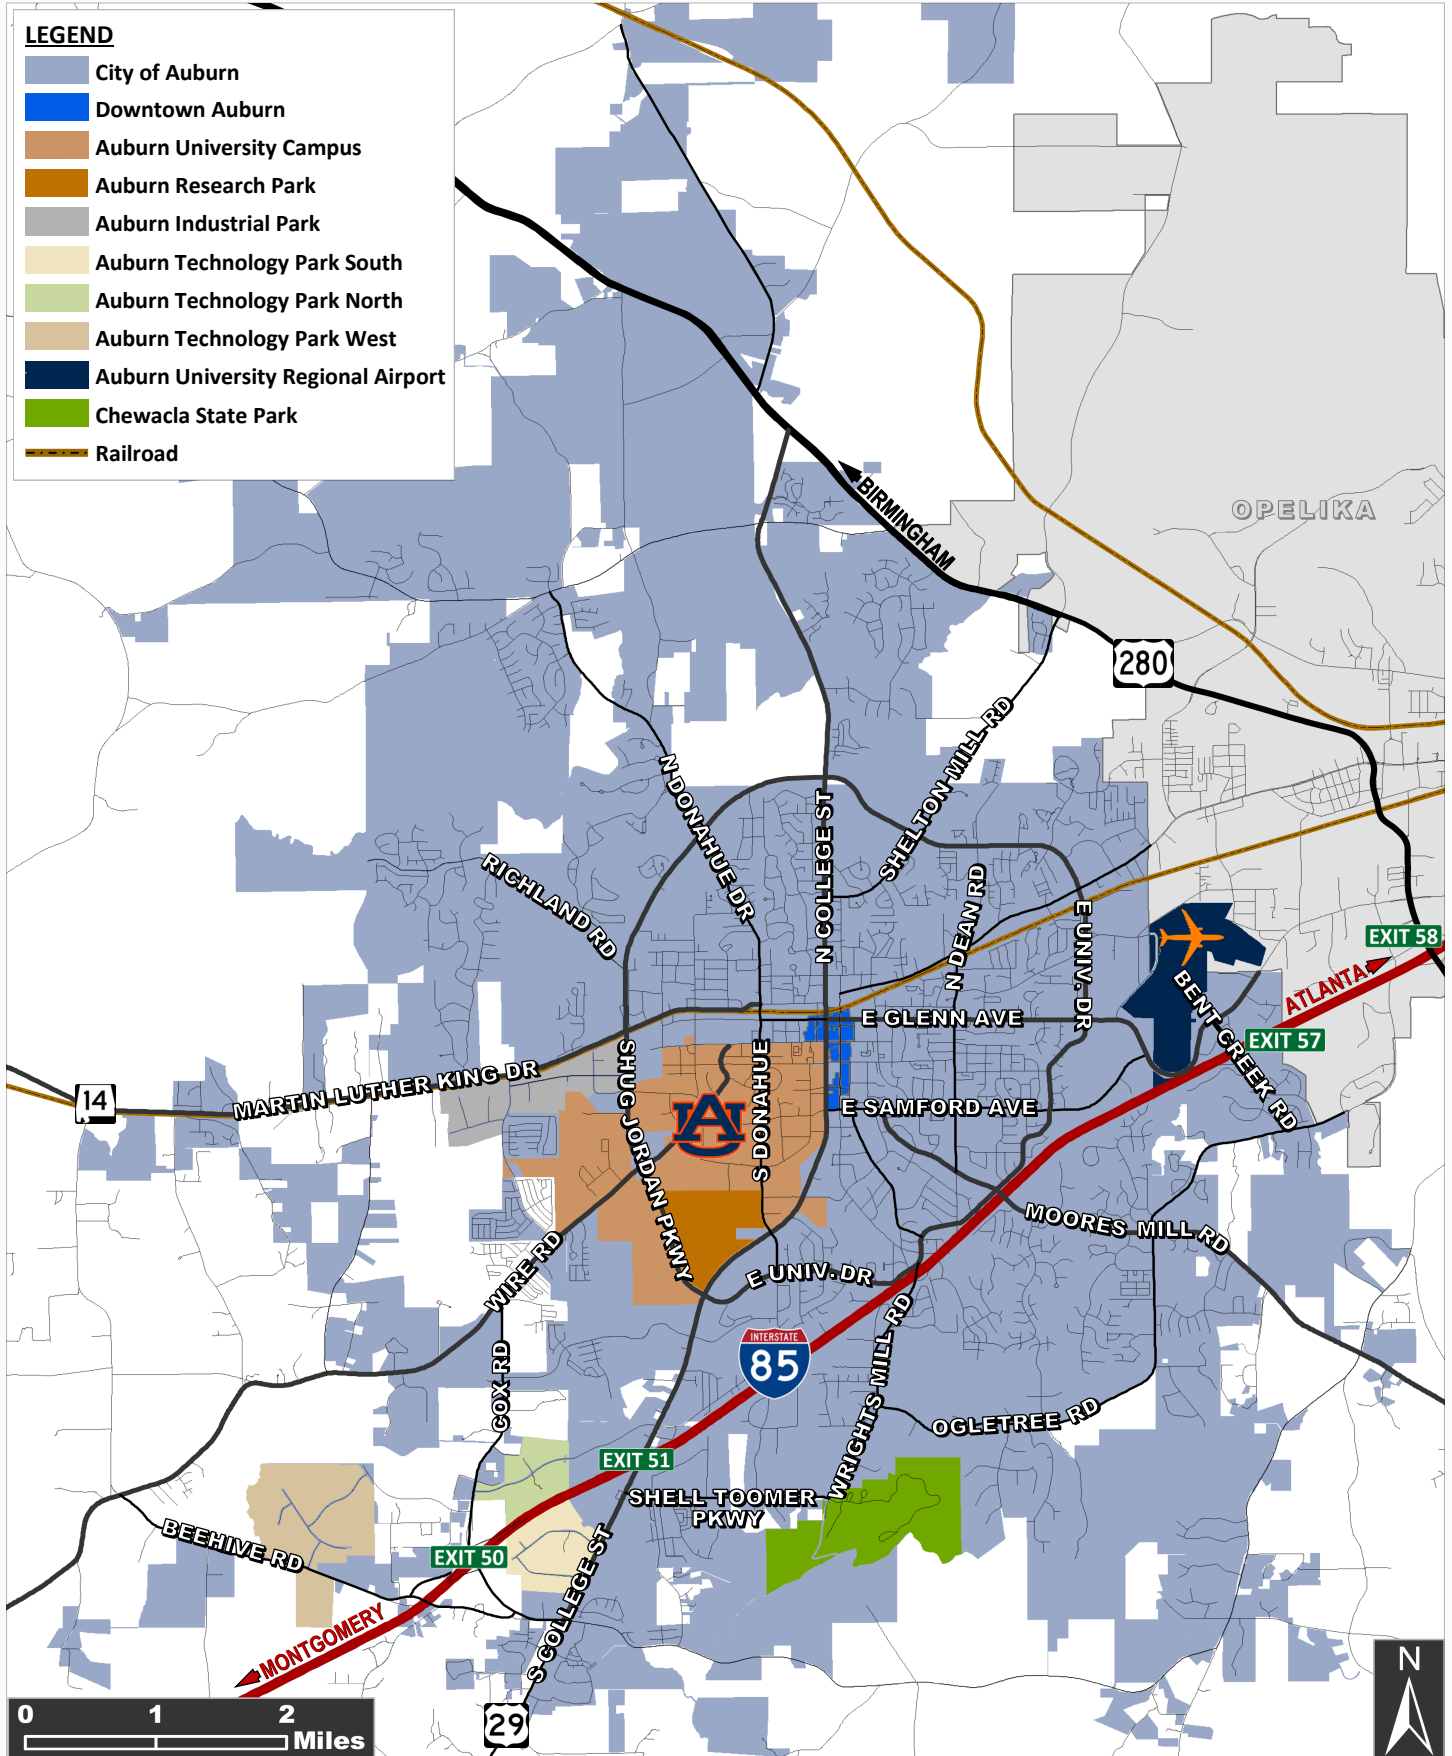 LEGEND
City of Auburn
Downtown Auburn
Auburn University Campus
Auburn Research Park
Auburn Industrial Park
Auburn Technology Park South
Auburn Technology Park North
Auburn Technology Park West
Auburn University Regional Airport
Chewacla State Park
Railroad
BIRMINGHAM
OPELIKA
280
SHELTON MILL RD
N DONAHUE DR
N COLLEGE ST
RICHLAND RD
N DEAN RD
E UNIV. DR
EXIT 58
ATLANTA
BENT CREEK RD
E GLENN AVE
EXIT 57
SHUG JORDAN PKWY
S DONAHUE
MARTIN LUTHER KING DR
14
AU
E SAMFORD AVE
MOORES MILL RD
WIRE RD
E UNIV. DR
INTERSTATE
85
WRIGHTS MILL RD
COX RD
OGLETREE RD
EXIT 51
SHELL TOOMER
PKWY
BEEHIVE RD
EXIT 50
S COLLEGE ST
MONTGOMERY
29
N
0 1 2
Miles